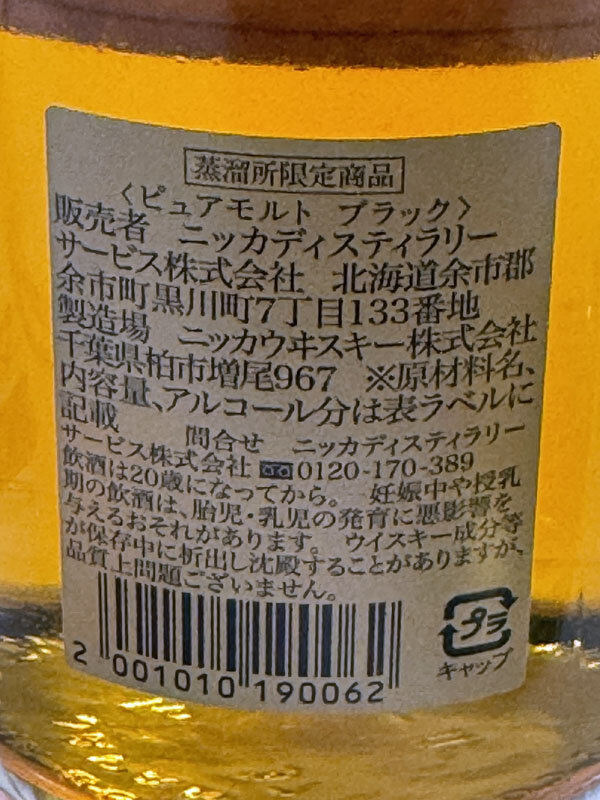 蒸溜所限定商品
〈ピュアモルト ブラック〉
販売者 ニッカディスティラリー
サービス株式会社 北海道余市郡
余市町黒川町7丁目133番地
製造場 ニッカウヰスキー株式会社
千葉県柏市増尾967 ※原材料名、
内容量、アルコール分は表ラベルに
記載
問合せ ニッカディスティラリー
サービス株式会社 0120-170-389
飲酒は20歳になってから。 妊娠中や授乳
期の飲酒は、胎児・乳児の発育に悪影響を
与えるおそれがあります。 ウイスキー成分等
が保存中に析出し沈殿することがありますが、
品質上問題ございません。
2 001010 190062
プラ
キャップ